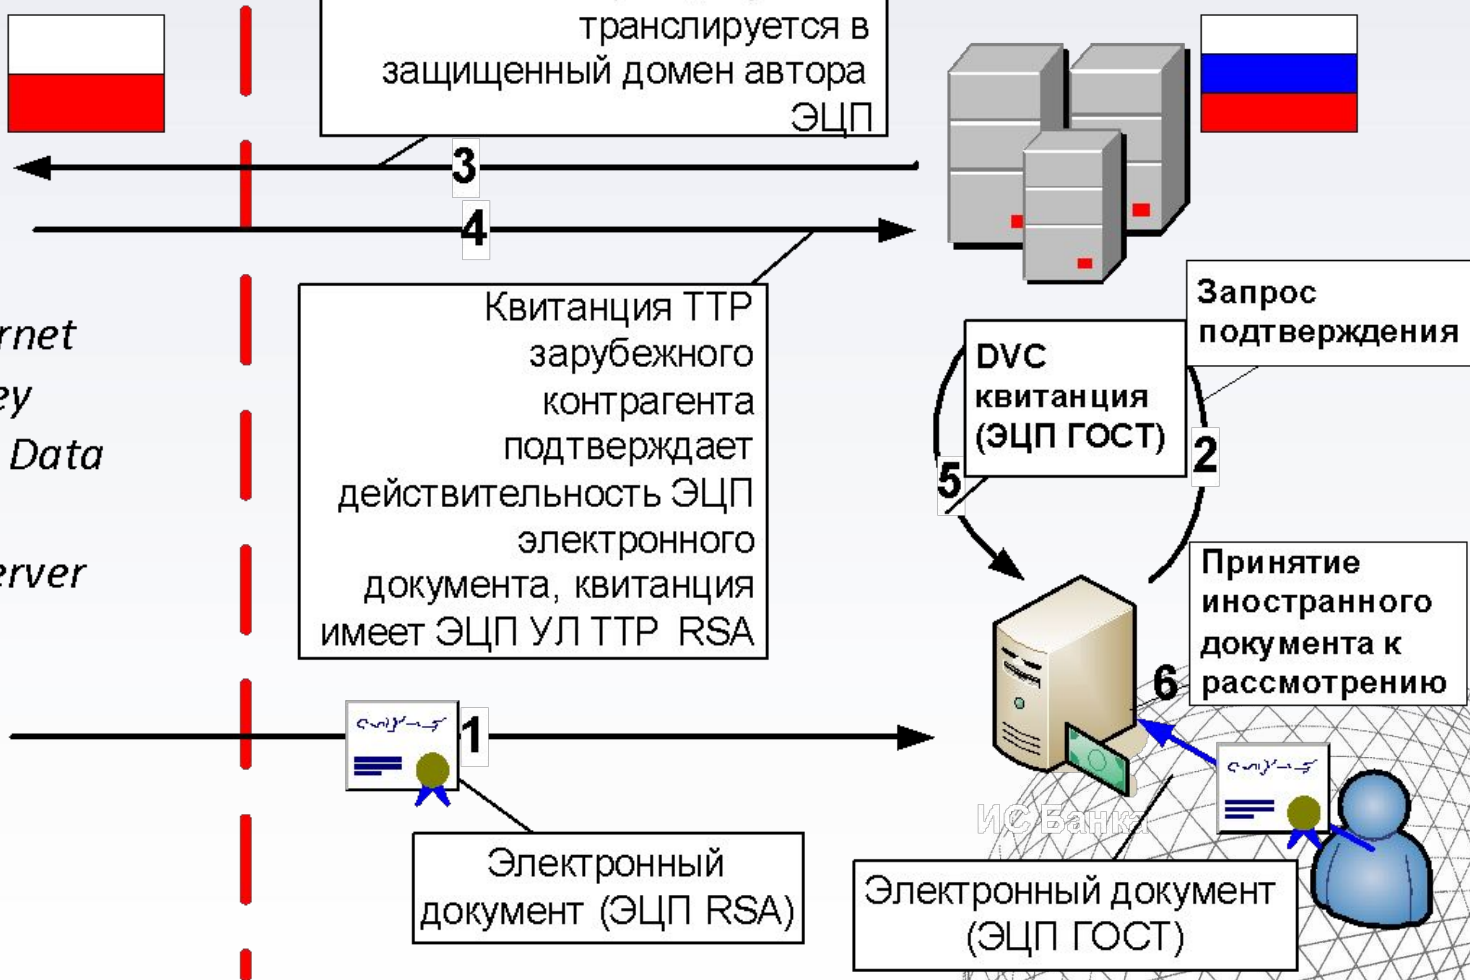 транслируется в
защищенный домен автора
ЭЦП
3
4
Квитанция ТТР
зарубежного
контрагента
подтверждает
действительность ЭЦП
электронного
документа, квитанция
имеет ЭЦП УЛ ТТР RSA
rnet
ey
Data
erver
Запрос
подтверждения
DVC
квитанция
(ЭЦП ГОСТ)
5
2
Принятие
иностранного
документа к
рассмотрению
6
1
ИС Банка
Электронный
документ (ЭЦП RSA)
Электронный документ
(ЭЦП ГОСТ)